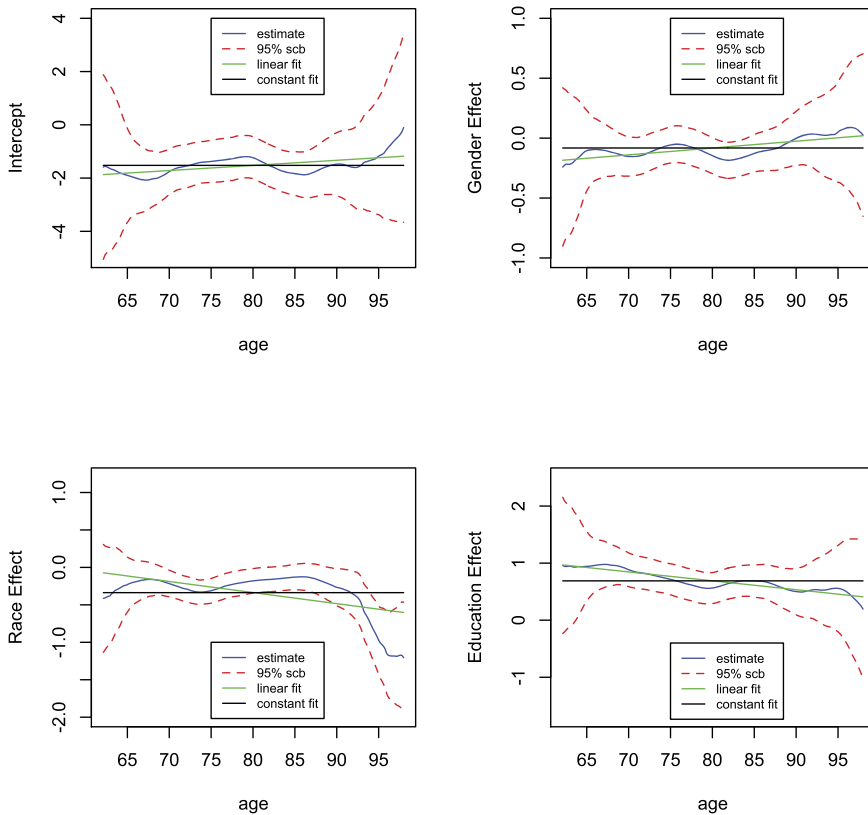 Intercept
4
2
0
-2
-4
estimate
95% scb
linear fit
constant fit
65 70 75 80 85 90 95
age
Gender Effect
1.0
0.5
0.0
-0.5
-1.0
estimate
95% scb
linear fit
constant fit
65 70 75 80 85 90 95
age
Race Effect
1.0
0.0
-1.0
-2.0
estimate
95% scb
linear fit
constant fit
65 70 75 80 85 90 95
age
Education Effect
2
1
0
-1
estimate
95% scb
linear fit
constant fit
65 70 75 80 85 90 95
age